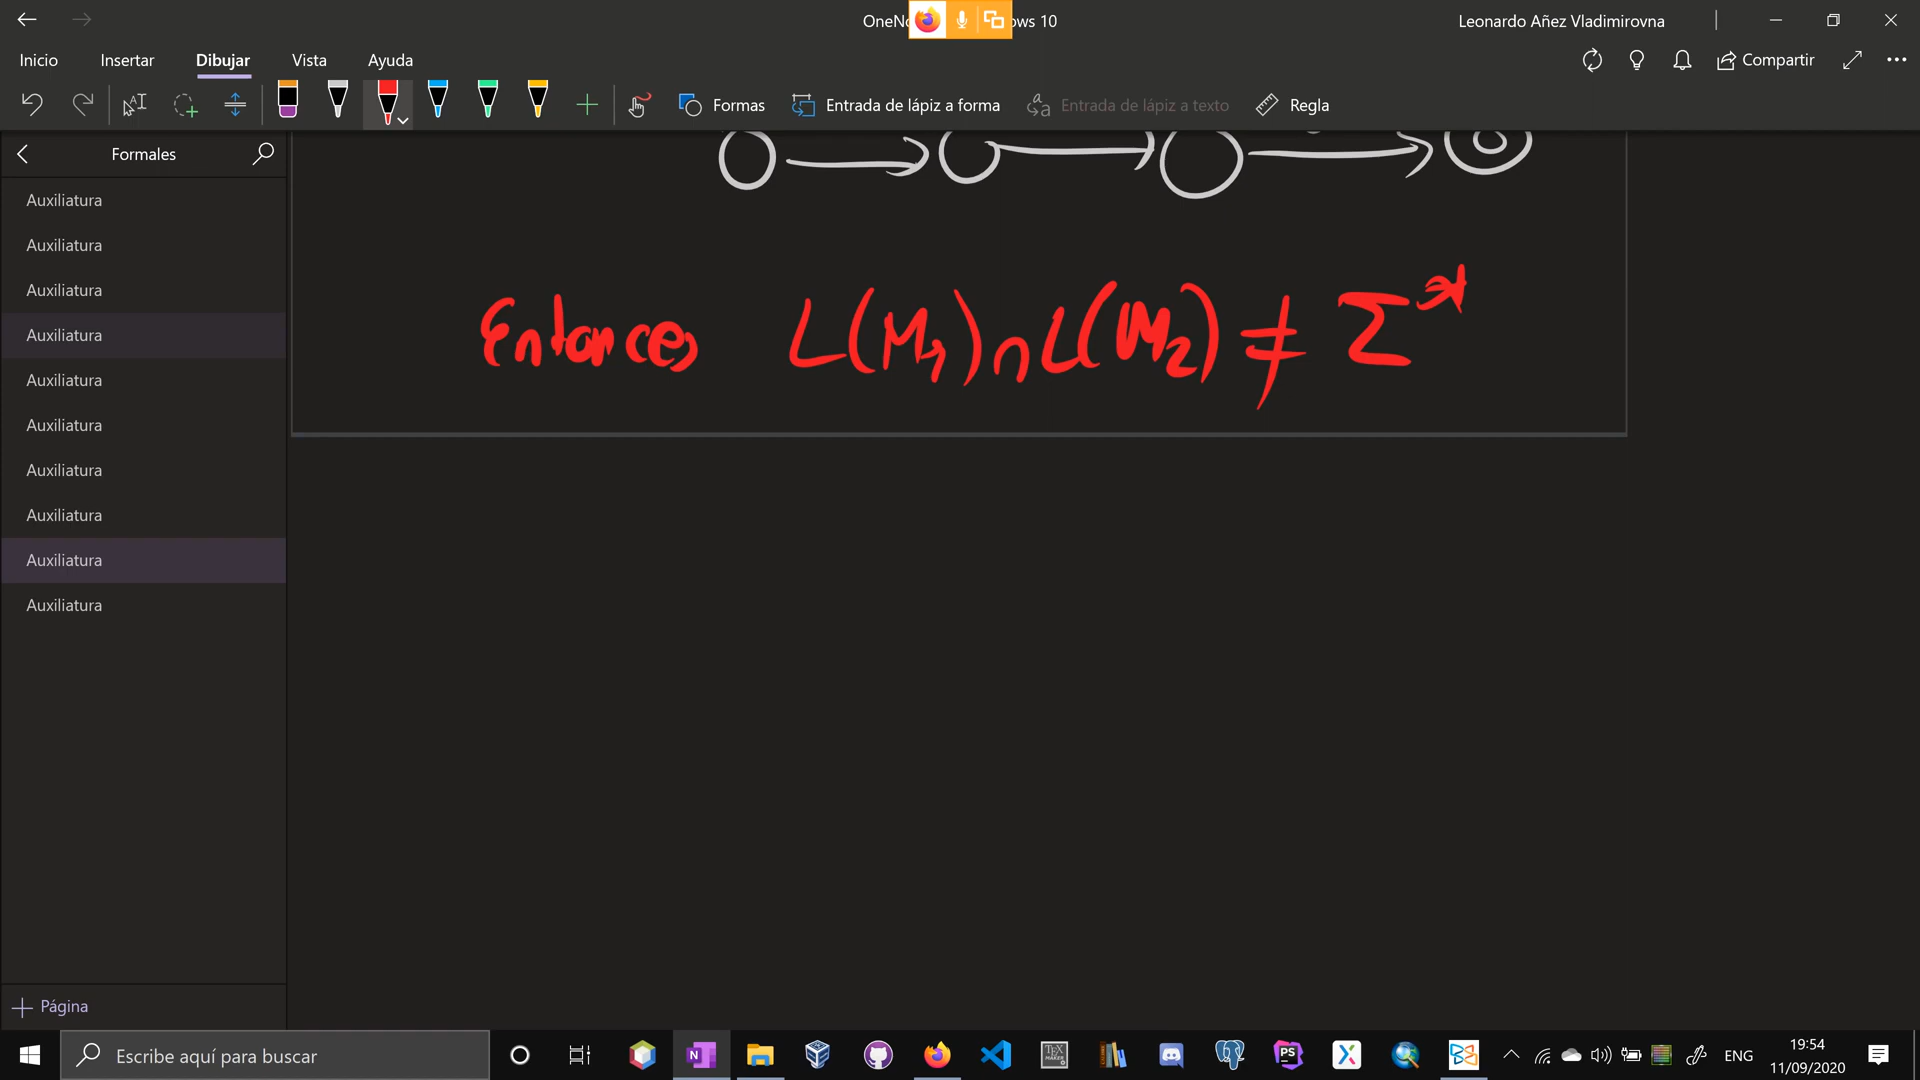 OneNo
ows 10
Leonardo Añez Vladimirovna
Inicio
Insertar
Dibujar
Vista
Ayuda
Compartir
Formas
Entrada de lápiz a forma
Entrada de lápiz a texto
Regla
Formales
Auxiliatura
Auxiliatura
Auxiliatura
Auxiliatura
Auxiliatura
Auxiliatura
Auxiliatura
Auxiliatura
Auxiliatura
Auxiliatura
Entonces L(M₁)∩L(M₂) ≠ Σ*
Página
Escribe aquí para buscar
ENG
19:54
11/09/2020